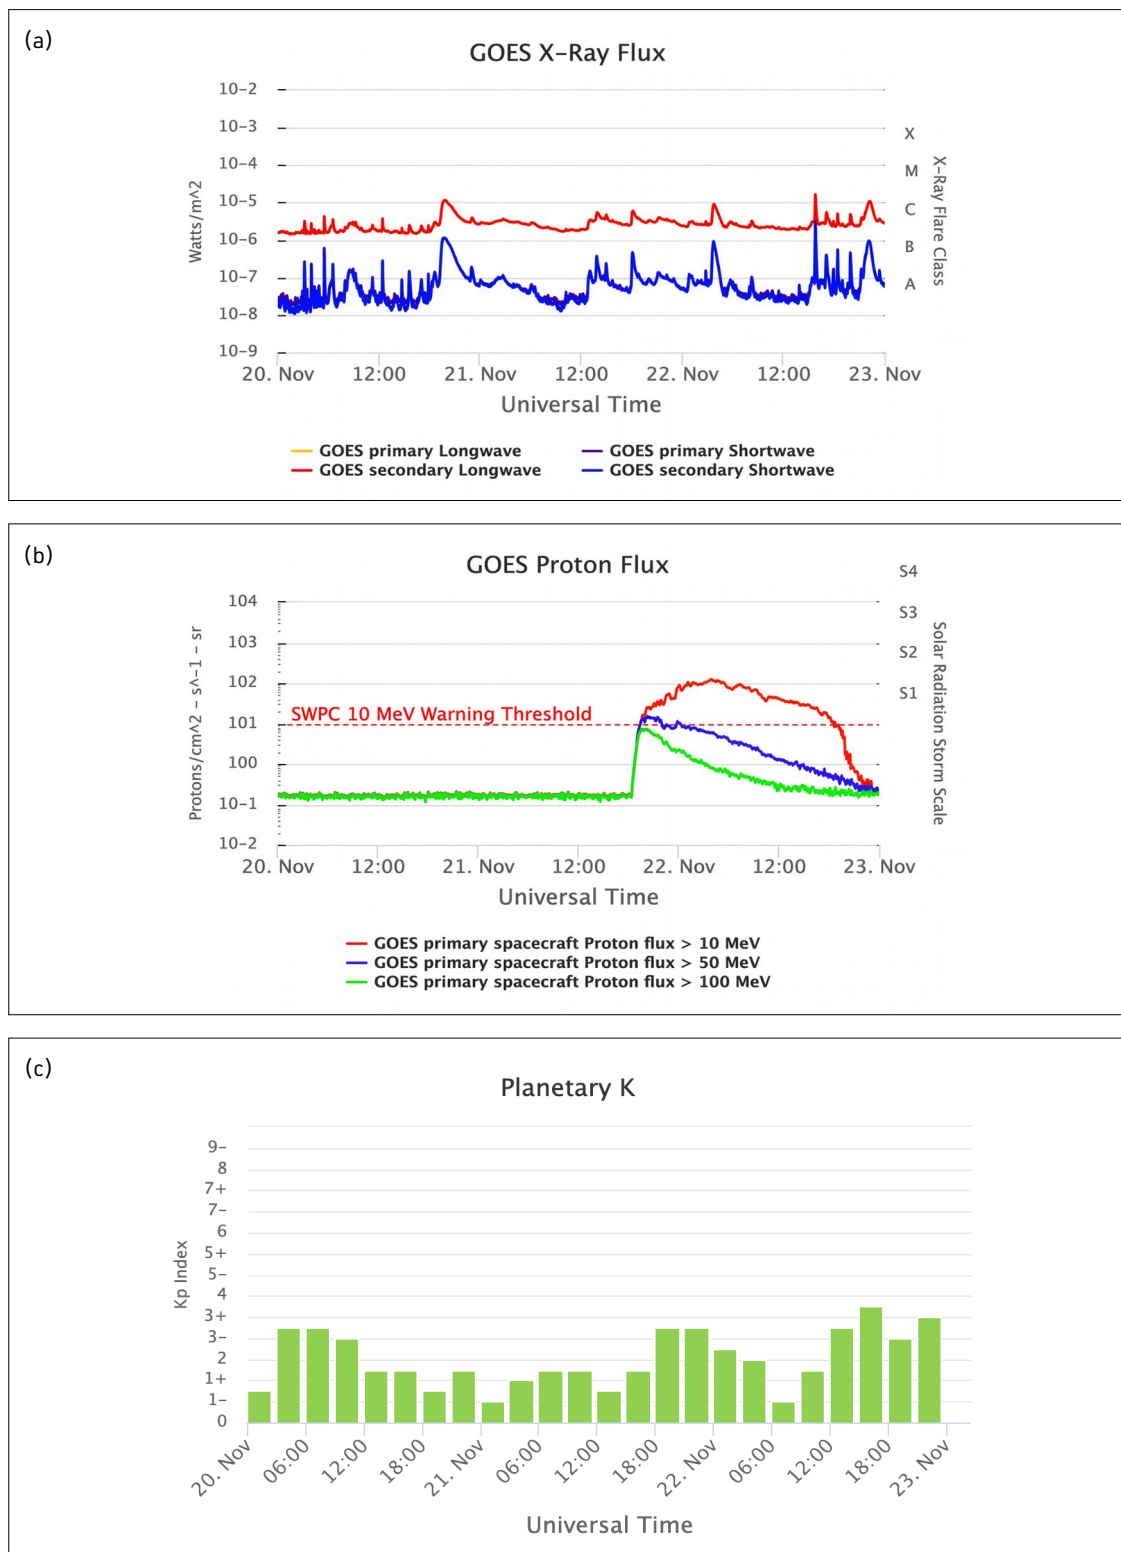 (a)
GOES X-Ray Flux
10-2
10-3
10-4
10-5
10-6
10-7
10-8
10-9
Watts/m^2
X
M
C
B
A
X-Ray Flare Class
20. Nov 12:00 21. Nov 12:00 22. Nov 12:00 23. Nov
Universal Time
GOES primary Longwave GOES primary Shortwave
GOES secondary Longwave GOES secondary Shortwave
(b)
GOES Proton Flux
104
103
102
101
100
10-1
10-2
Protons/cm^2 - s^-1 - sr
SWPC 10 MeV Warning Threshold
S4
S3
S2
S1
Solar Radiation Storm Scale
20. Nov 12:00 21. Nov 12:00 22. Nov 12:00 23. Nov
Universal Time
GOES primary spacecraft Proton flux > 10 MeV
GOES primary spacecraft Proton flux > 50 MeV
GOES primary spacecraft Proton flux > 100 MeV
(c)
Planetary K
9-
8
7+
7-
6
5+
5-
4
3+
3-
2
1+
1-
0
Kp Index
20. Nov 06:00 12:00 18:00 21. Nov 06:00 12:00 18:00 22. Nov 06:00 12:00 18:00 23. Nov
Universal Time